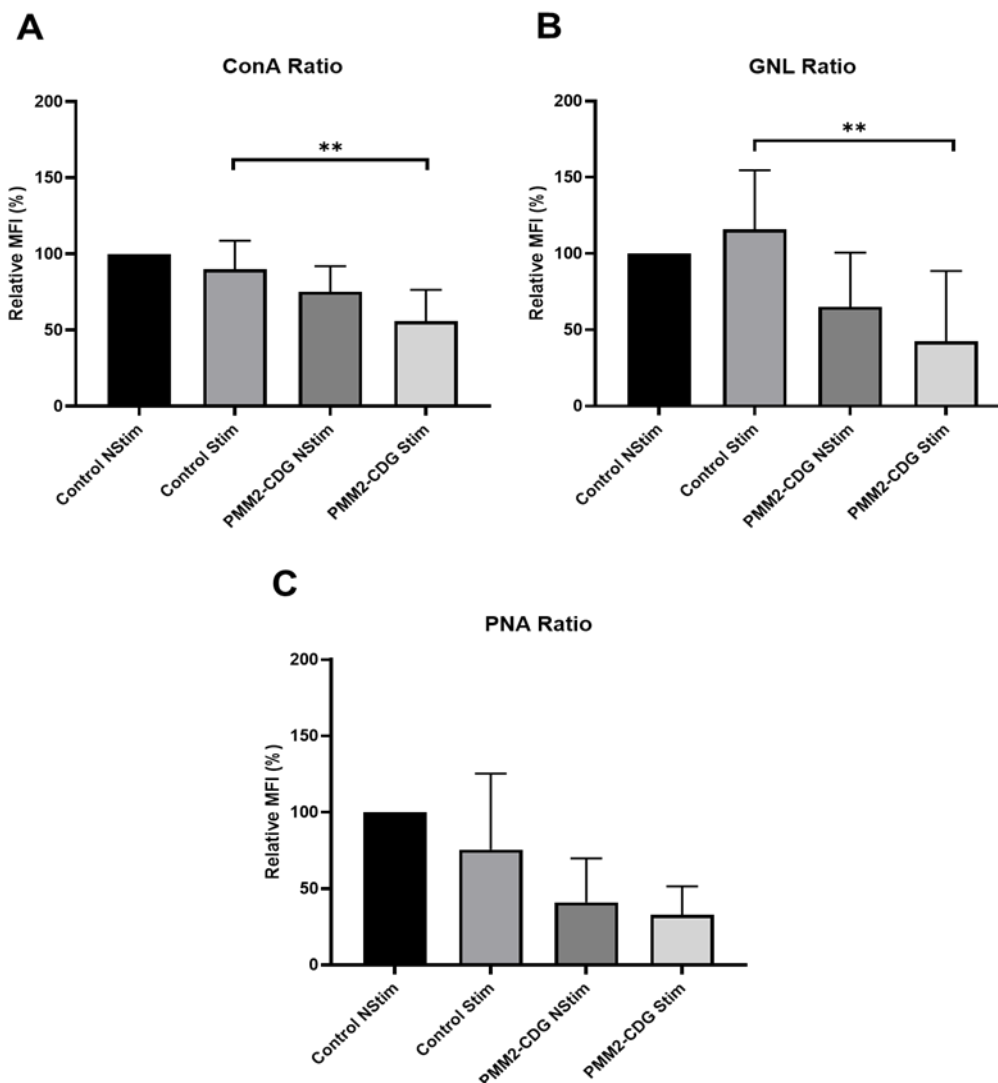 A
ConA Ratio
Relative MFI (%)
200
150
100
50
0
**
Control NStim
Control Stim
PMM2-CDG NStim
PMM2-CDG Stim
B
GNL Ratio
Relative MFI (%)
200
150
100
50
0
**
Control NStim
Control Stim
PMM2-CDG NStim
PMM2-CDG Stim
C
PNA Ratio
Relative MFI (%)
200
150
100
50
0
Control NStim
Control Stim
PMM2-CDG NStim
PMM2-CDG Stim